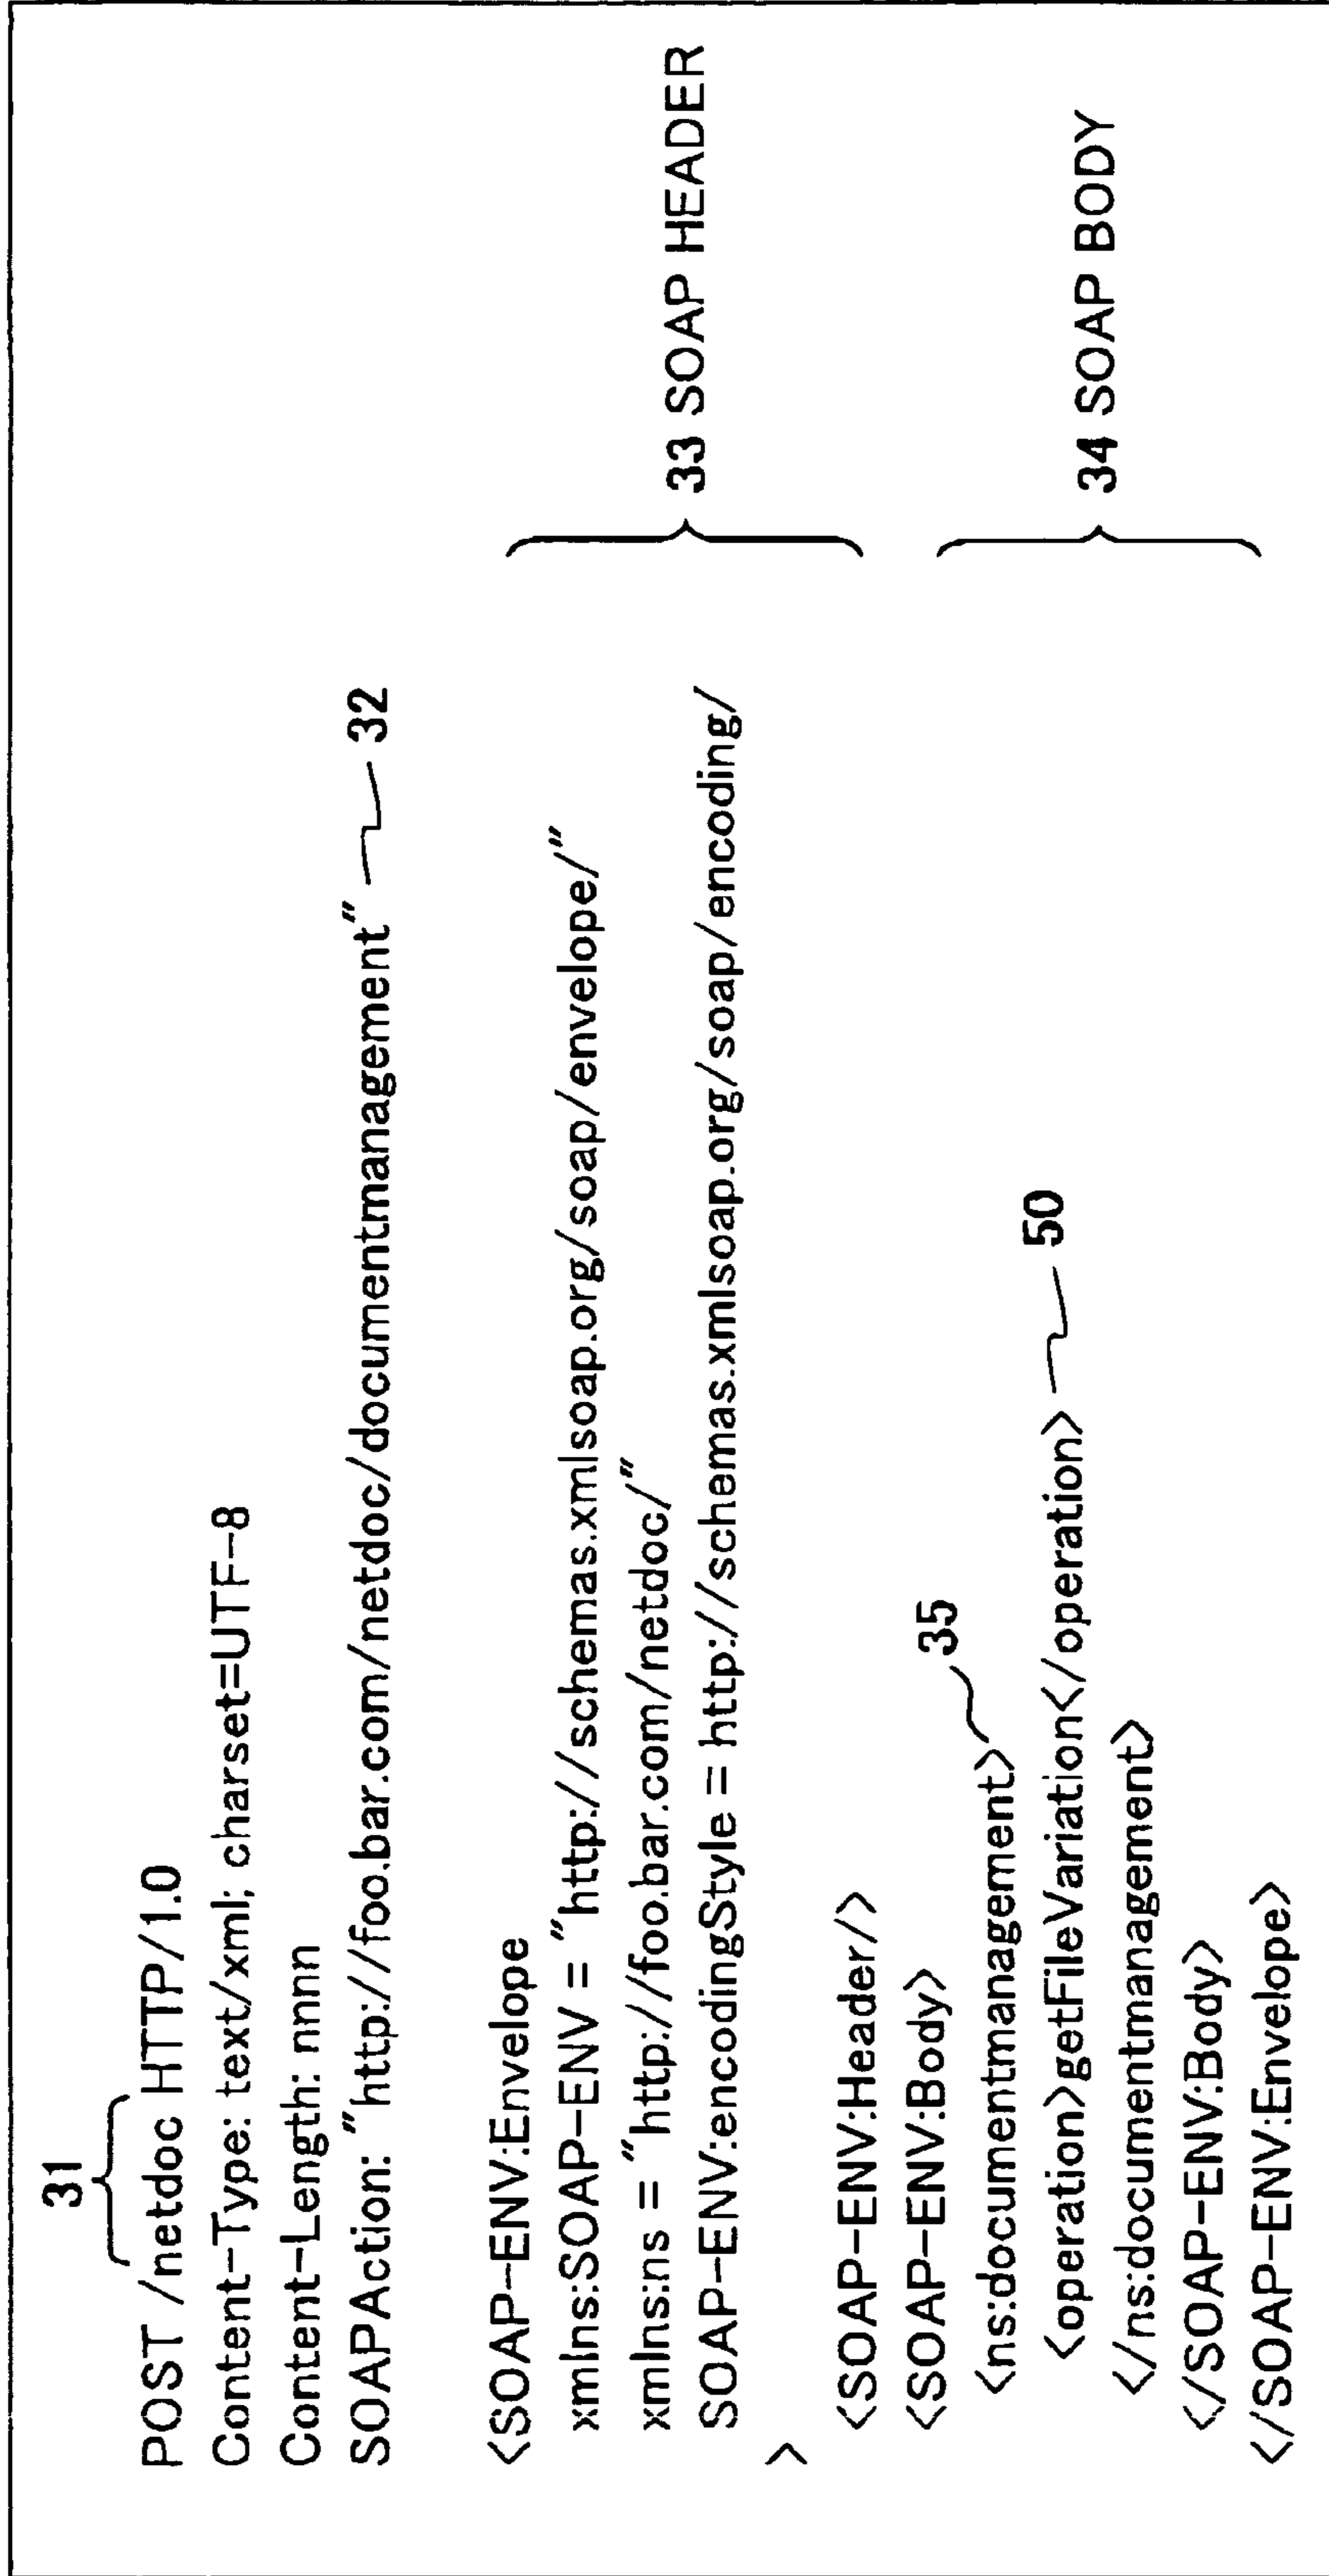 31
POST /netdoc HTTP/1.0
Content-Type: text/xml; charset=UTF-8
Content-Length: nnnn
SOAPAction: "http://foo.bar.com/netdoc/documentmanagement" 32
<SOAP-ENV:Envelope
xmlns:SOAP-ENV = "http://schemas.xmlsoap.org/soap/envelope/"
xmlns:ns = "http://foo.bar.com/netdoc/"
SOAP-ENV:encodingStyle = http://schemas.xmlsoap.org/soap/encoding/
>
33 SOAP HEADER
<SOAP-ENV:Header/>
<SOAP-ENV:Body>
<ns:documentmanagement> 35
<operation>getFileVariation</operation> 50
</ns:documentmanagement>
</SOAP-ENV:Body>
</SOAP-ENV:Envelope>
34 SOAP BODY